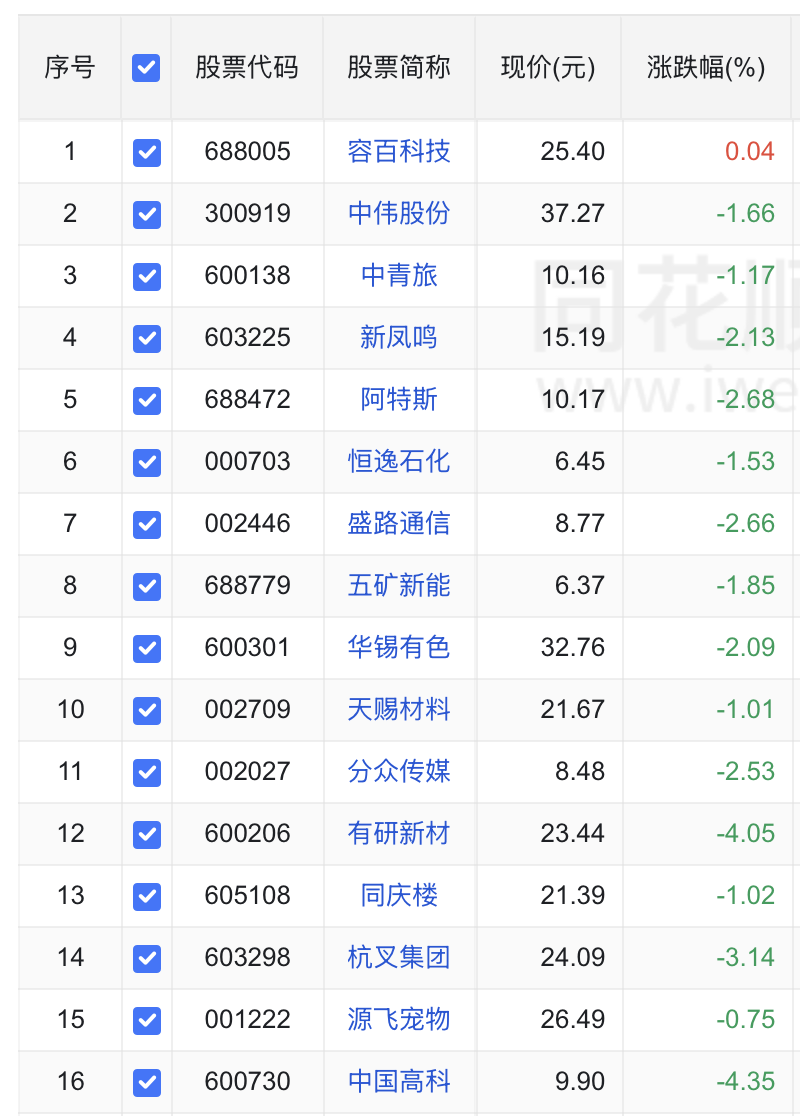 序号 股票代码 股票简称 现价(元) 涨跌幅(%)
1 688005 容百科技 25.40 0.04
2 300919 中伟股份 37.27 -1.66
3 600138 中青旅 10.16 -1.17
4 603225 新凤鸣 15.19 -2.13
5 688472 阿特斯 10.17 -2.68
6 000703 恒逸石化 6.45 -1.53
7 002446 盛路通信 8.77 -2.66
8 688779 五矿新能 6.37 -1.85
9 600301 华锡有色 32.76 -2.09
10 002709 天赐材料 21.67 -1.01
11 002027 分众传媒 8.48 -2.53
12 600206 有研新材 23.44 -4.05
13 605108 同庆楼 21.39 -1.02
14 603298 杭叉集团 24.09 -3.14
15 001222 源飞宠物 26.49 -0.75
16 600730 中国高科 9.90 -4.35
同花顺
www.iwe